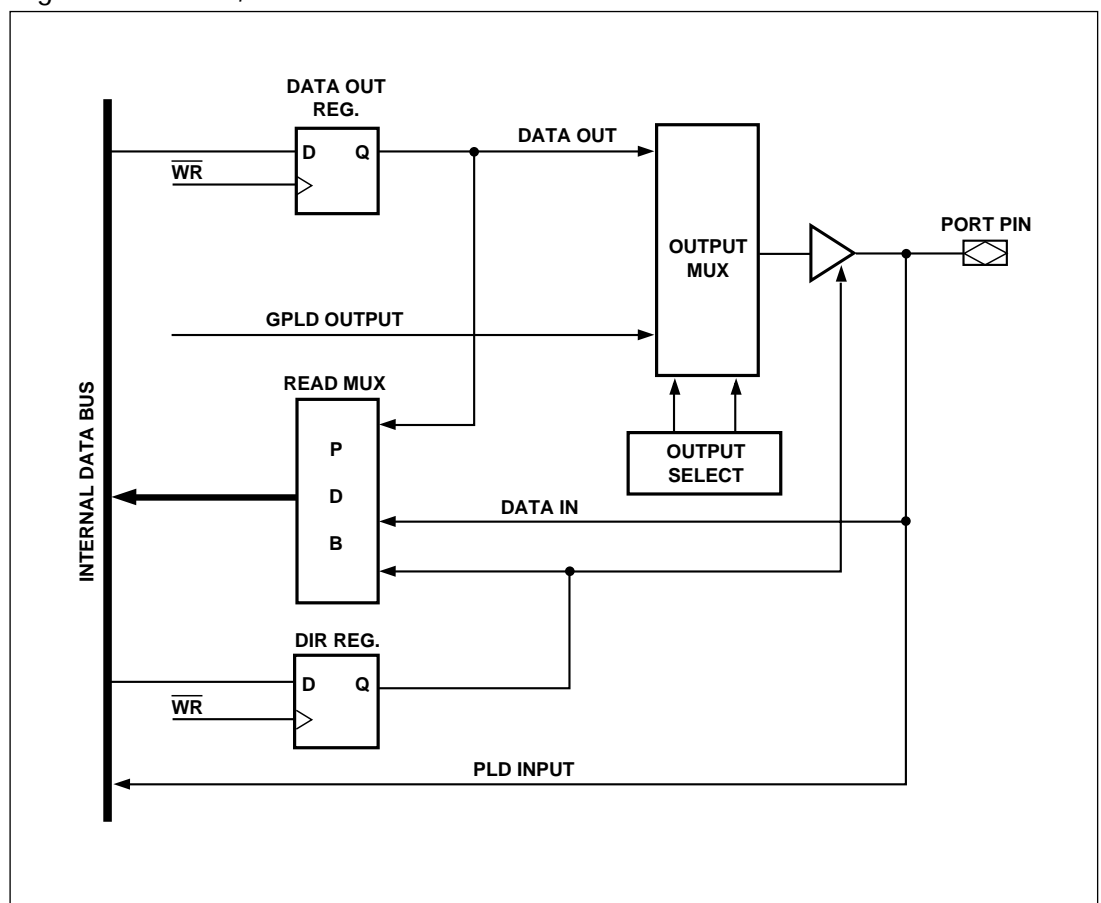 DATA OUT
REG.
D Q
WR
DATA OUT
OUTPUT
MUX
PORT PIN
GPLD OUTPUT
READ MUX
P
D
B
OUTPUT
SELECT
INTERNAL DATA BUS
DATA IN
DIR REG.
D Q
WR
PLD INPUT